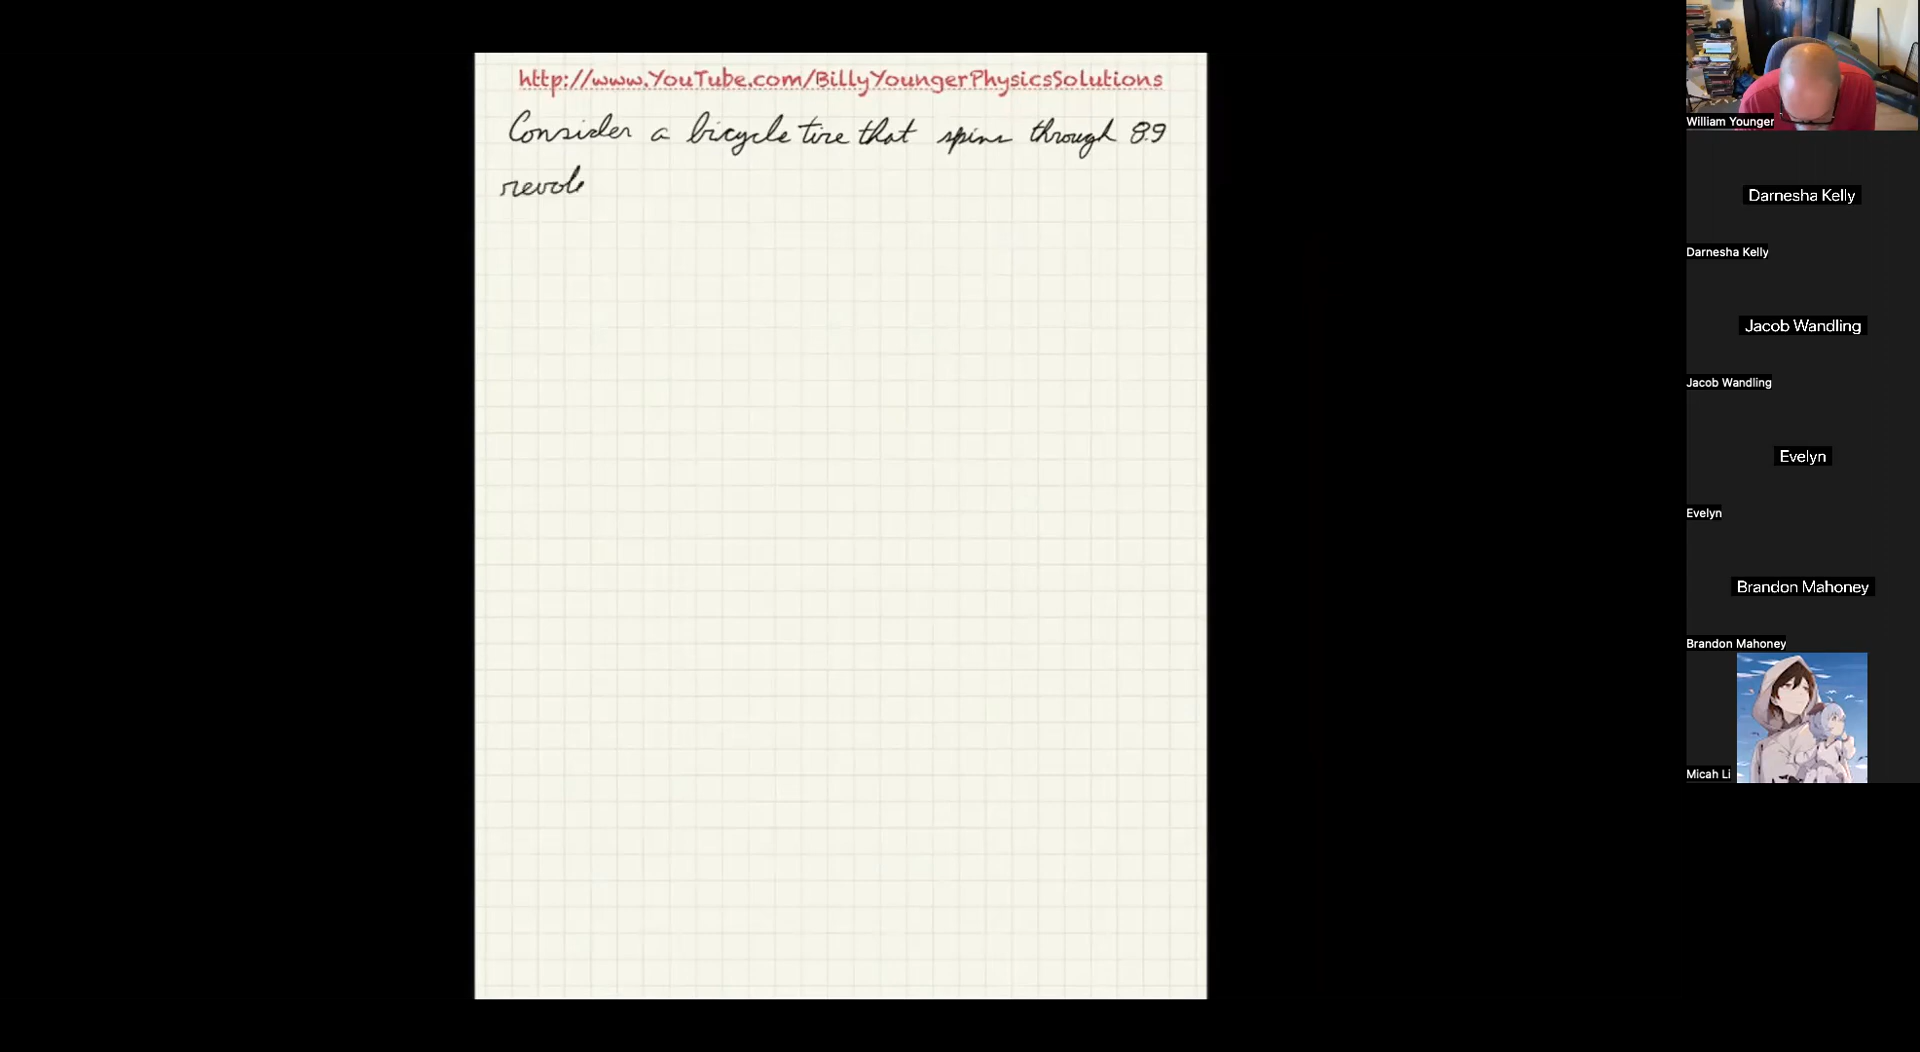 http://www.YouTube.com/BillyYoungerPhysicsSolutions
Consider a bicycle tire that spins through 8.9
revole
William Younger
Darnesha Kelly
Darnesha Kelly
Jacob Wandling
Jacob Wandling
Evelyn
Evelyn
Brandon Mahoney
Brandon Mahoney
Micah Li